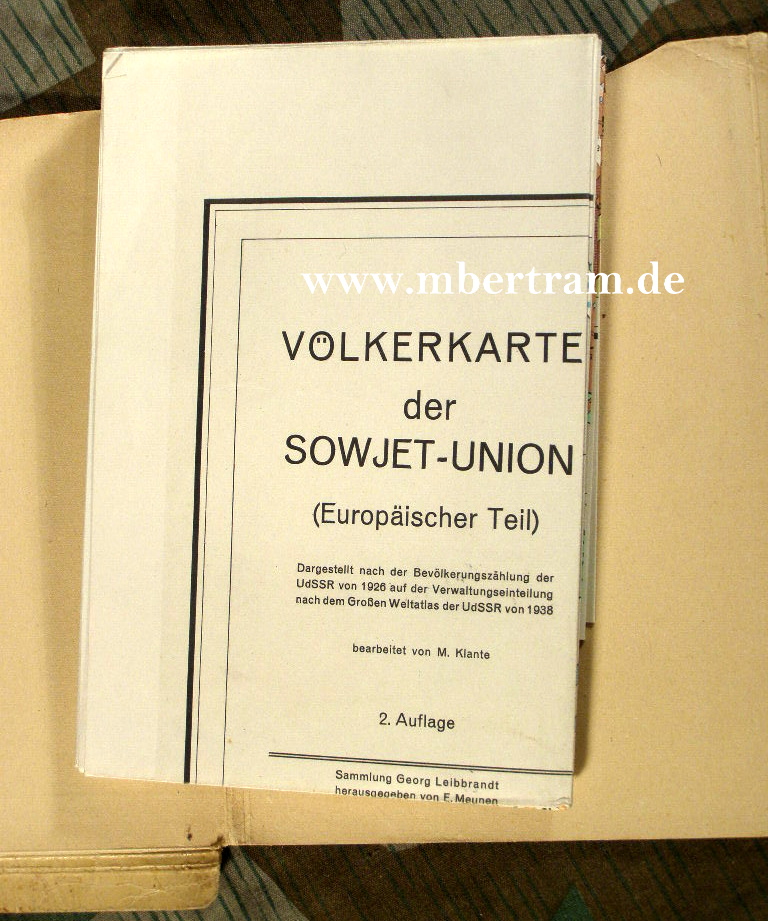 www.mbertram.de
VÖLKERKARTE
der
SOWJET-UNION
(Europäischer Teil)
Dargestellt nach der Bevölkerungszählung der
UdSSR von 1926 auf der Verwaltungseinteilung
nach dem Großen Weltatlas der UdSSR von 1938
bearbeitet von M. Klante
2. Auflage
Sammlung Georg Leibbrandt
herausgegeben von E. Meynen